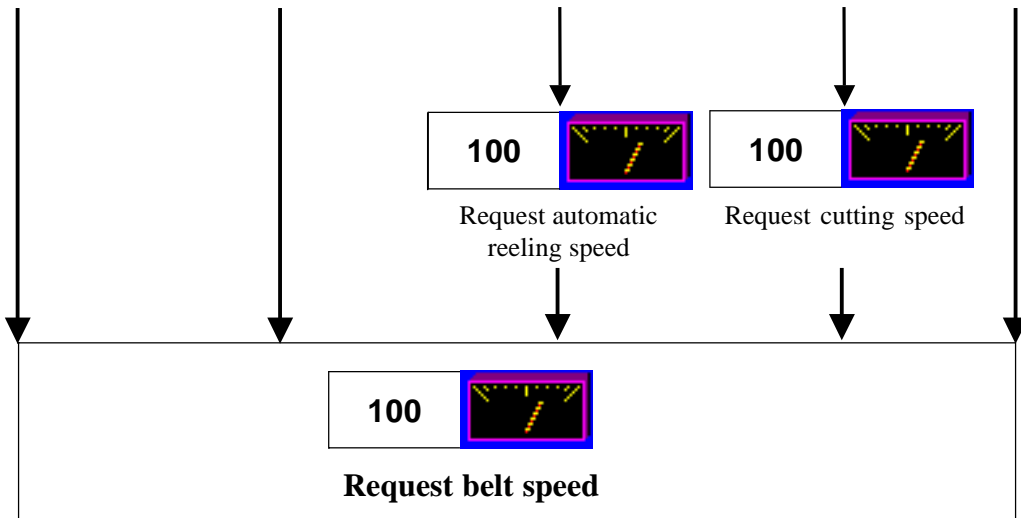 100
100
Request automatic
reeling speed
Request cutting speed
100
Request belt speed